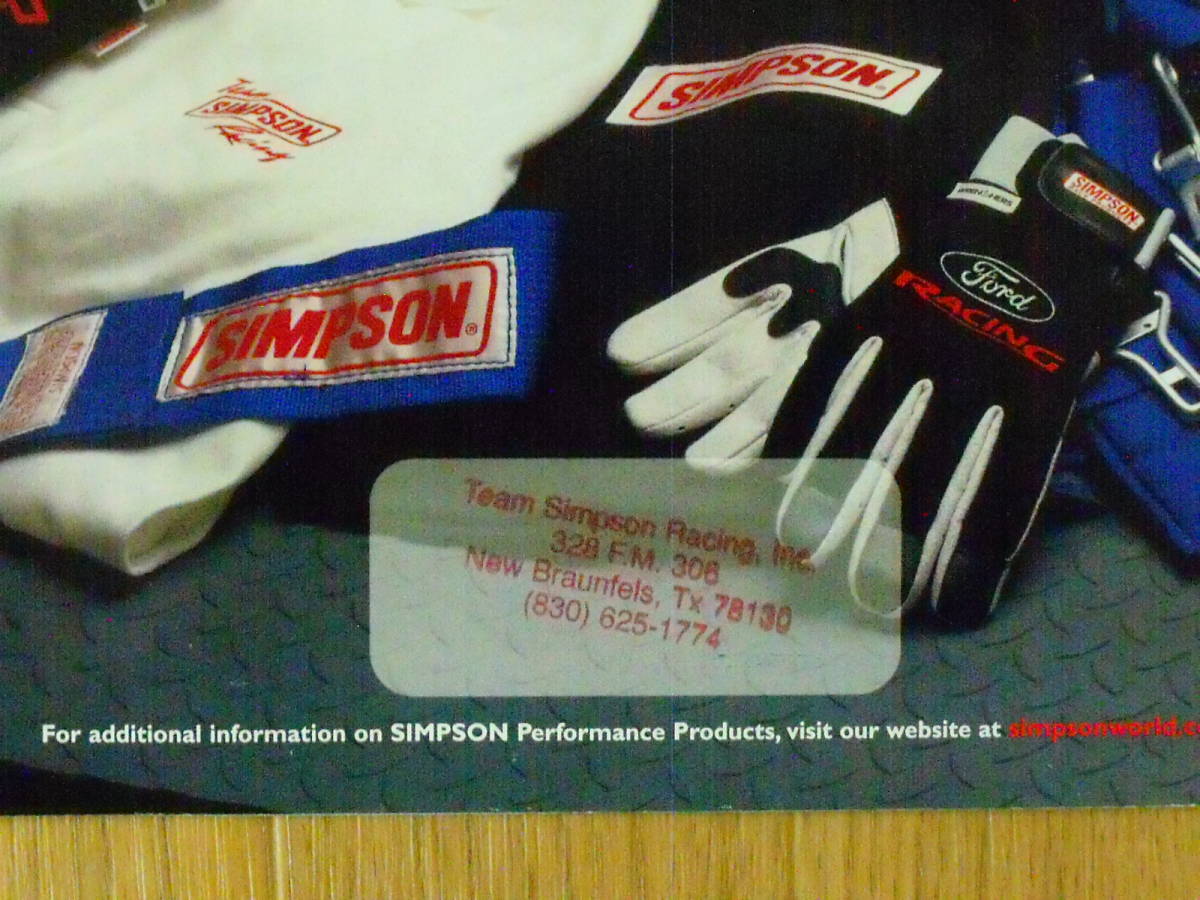 Team
SIMPSON
Racing
SIMPSON
SIMPSON
Ford
RACING
SIMPSON®
Team Simpson Racing, Inc.
328 F.M. 306
New Braunfels, Tx 78130
(830) 625-1774
For additional information on SIMPSON Performance Products, visit our website at simpsonworld.c